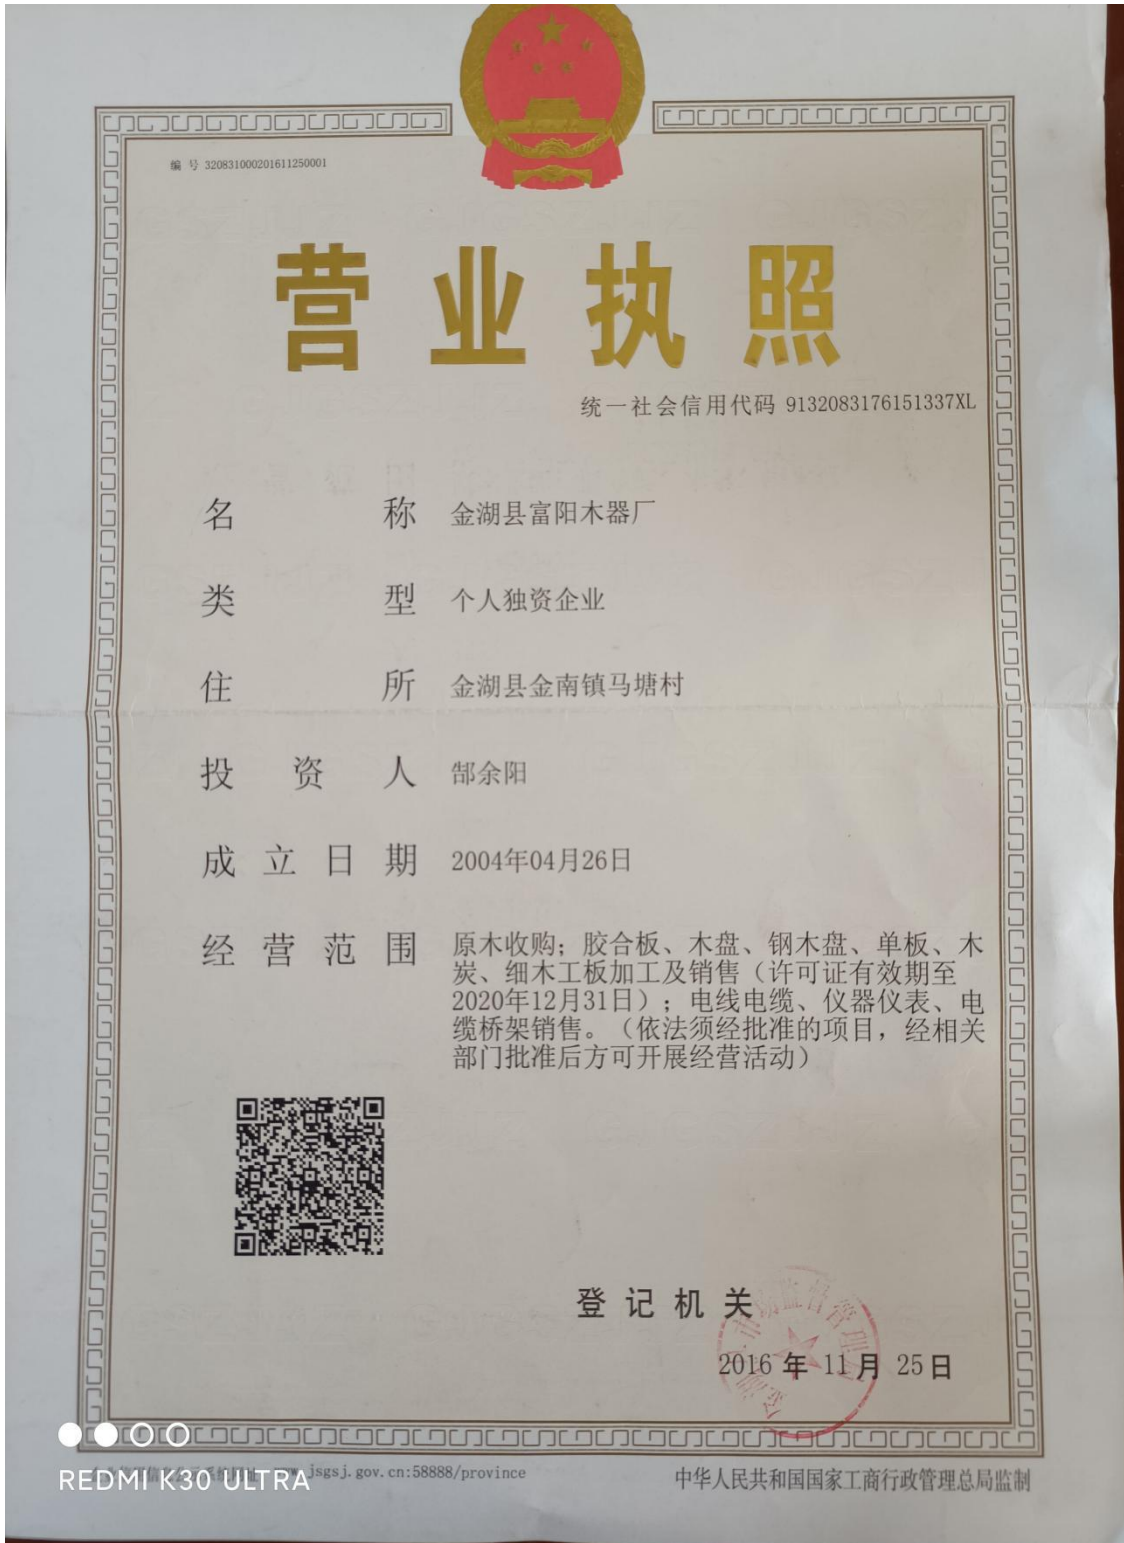 编 号 320831000201611250001
营业执照
统一社会信用代码 9132083176151337XL
名称 金湖县富阳木器厂
类型 个人独资企业
住所 金湖县金南镇马塘村
投资人 郜余阳
成立日期 2004年04月26日
经营范围 原木收购；胶合板、木盘、钢木盘、单板、木
炭、细木工板加工及销售（许可证有效期至
2020年12月31日）；电线电缆、仪器仪表、电
缆桥架销售。（依法须经批准的项目，经相关
部门批准后方可开展经营活动）
登记机关
市场监督管理
2016 年 11 月 25 日
jsgsj.gov.cn:58888/province
中华人民共和国国家工商行政管理总局监制
REDMI K30 ULTRA